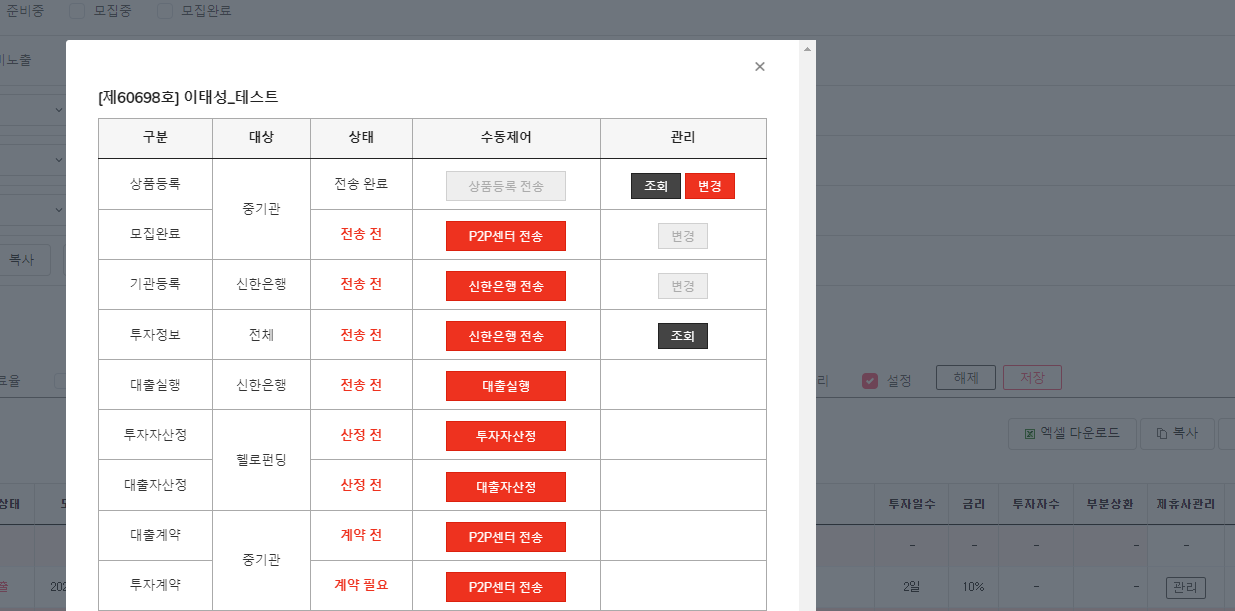 준비중 모집중 모집완료
비노출
×
[제60698호] 이태성_테스트
구분 대상 상태 수동제어 관리
상품등록 중기관 전송 완료 상품등록 전송 조회 변경
모집완료 전송 전 P2P센터 전송 변경
복사
기관등록 신한은행 전송 전 신한은행 전송 변경
투자정보 전체 전송 전 신한은행 전송 조회
대출실행 신한은행 전송 전 대출실행
료율 리 설정 해제 저장
투자자산정 헬로펀딩 산정 전 투자자산정
엑셀 다운로드 복사
대출자산정 산정 전 대출자산정
상태 투자일수 금리 투자자수 부분상환 제휴사관리
대출계약 중기관 계약 전 P2P센터 전송
- - - - -
투자계약 계약 필요 P2P센터 전송
출 202 2일 10% - - 관리